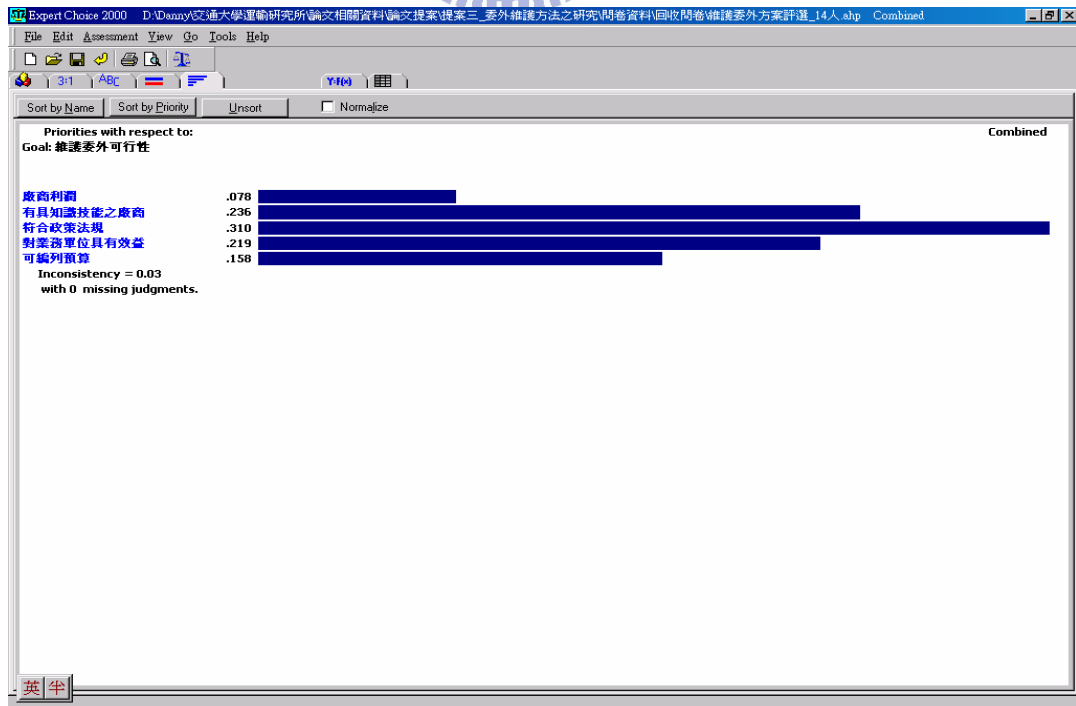 Expert Choice 2000 D:\Danny\交通大學運輸研究所\論文相關資料\論文提案\提案三_委外維護方法之研究\問卷資料\回收問卷\維護委外方案評選_14人.ahp Combined
File Edit Assessment View Go Tools Help
3:1 ABC Y=F(x)
Sort by Name Sort by Priority Unsort Normalize
Priorities with respect to: Combined
Goal: 維護委外可行性
廠商利潤 .078
有具知識技能之廠商 .236
符合政策法規 .310
對業務單位具有效益 .219
可編列預算 .158
Inconsistency = 0.03
with 0 missing judgments.
英 半